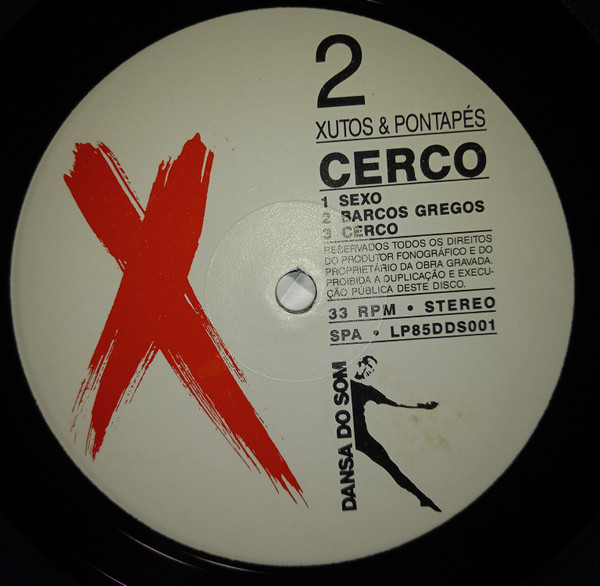 2
XUTOS & PONTAPÉS
CERCO
1 SEXO
2 BARCOS GREGOS
3 CERCO
RESERVADOS TODOS OS DIREITOS
DO PRODUTOR FONOGRÁFICO E DO
PROPRIETÁRIO DA OBRA GRAVADA.
PROIBIDA A DUPLICAÇÃO E EXECU-
ÇÃO PÚBLICA DESTE DISCO.
33 RPM • STEREO
SPA • LP85DDS001
DANSA DO SOM